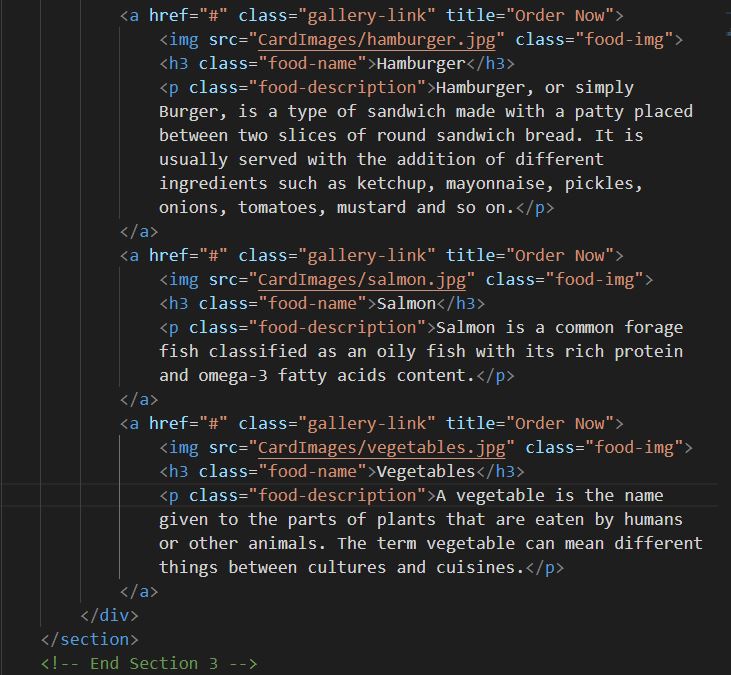 <a href="#" class="gallery-link" title="Order Now">
<img src="CardImages/hamburger.jpg" class="food-img">
<h3 class="food-name">Hamburger</h3>
<p class="food-description">Hamburger, or simply
Burger, is a type of sandwich made with a patty placed
between two slices of round sandwich bread. It is
usually served with the addition of different
ingredients such as ketchup, mayonnaise, pickles,
onions, tomatoes, mustard and so on.</p>
</a>
<a href="#" class="gallery-link" title="Order Now">
<img src="CardImages/salmon.jpg" class="food-img">
<h3 class="food-name">Salmon</h3>
<p class="food-description">Salmon is a common forage
fish classified as an oily fish with its rich protein
and omega-3 fatty acids content.</p>
</a>
<a href="#" class="gallery-link" title="Order Now">
<img src="CardImages/vegetables.jpg" class="food-img">
<h3 class="food-name">Vegetables</h3>
<p class="food-description">A vegetable is the name
given to the parts of plants that are eaten by humans
or other animals. The term vegetable can mean different
things between cultures and cuisines.</p>
</a>
</div>
</section>
<!-- End Section 3 -->